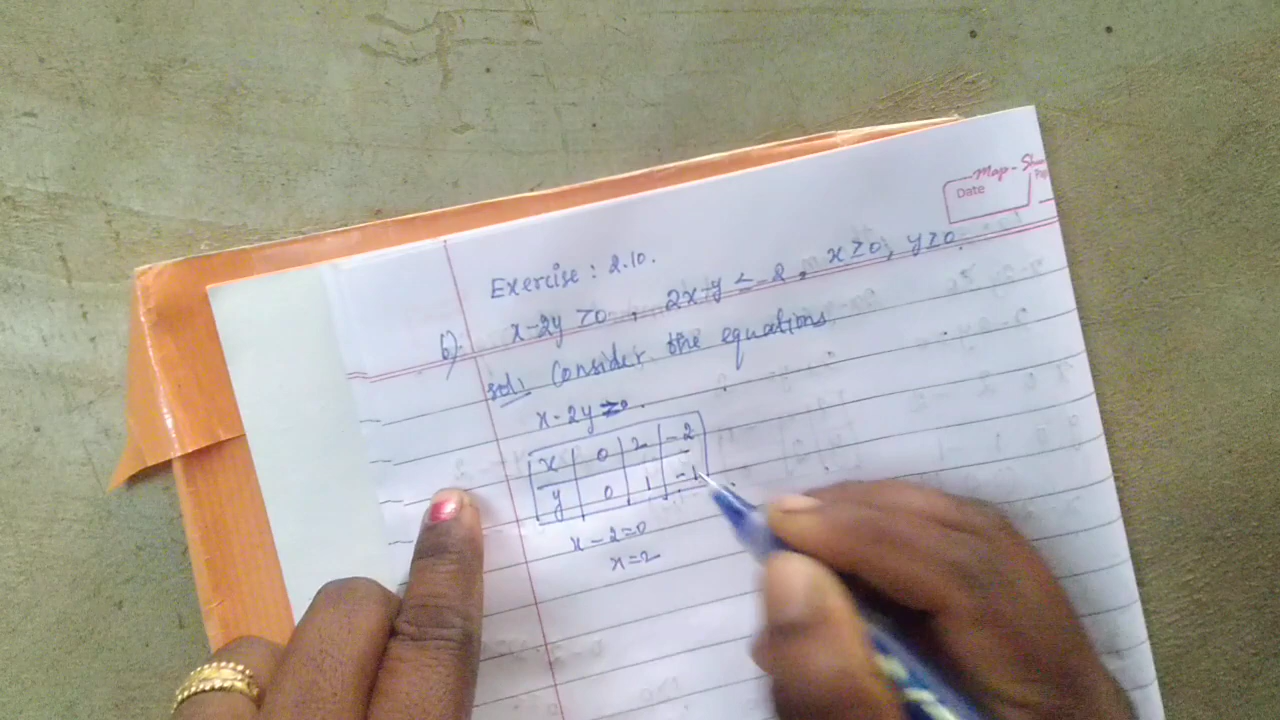 Map-
Date
Exercise : 2.10.
6). x-2y ≥0 , 2x-y ≤ -2, x≥0, y≥0.
Sol: Consider the equations
x-2y ≥0.
x 0 2 -2
y 0 1 -1
x-2=0
x=2